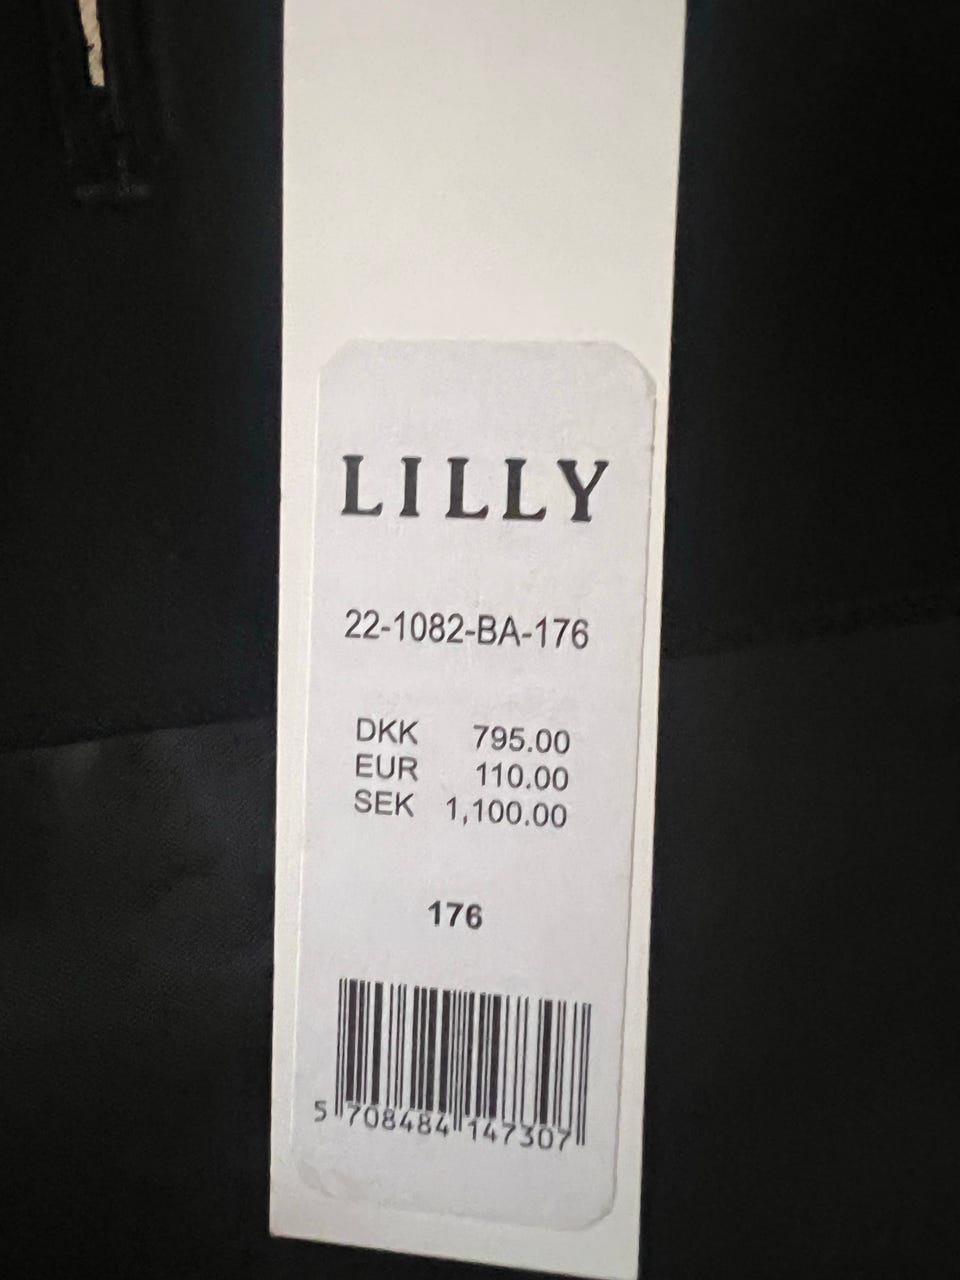 LILLY
22-1082-BA-176
DKK 795.00
EUR 110.00
SEK 1,100.00
176
5 708484 147307